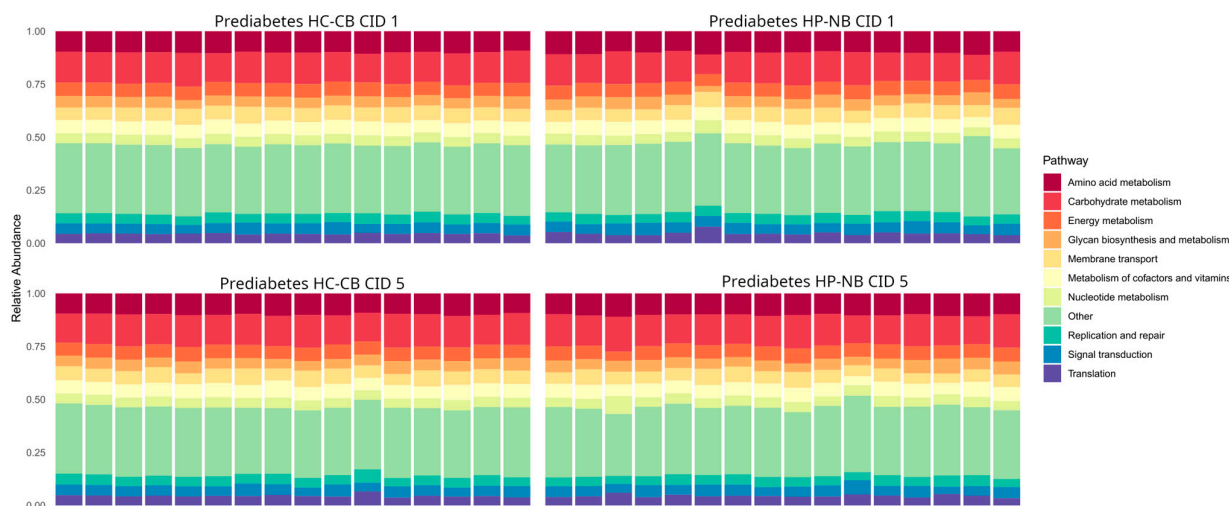 Prediabetes HC-CB CID 1
Prediabetes HP-NB CID 1
1.00
0.75
0.50
0.25
0.00
Relative Abundance
Prediabetes HC-CB CID 5
Prediabetes HP-NB CID 5
1.00
0.75
0.50
0.25
0.00
Pathway
Amino acid metabolism
Carbohydrate metabolism
Energy metabolism
Glycan biosynthesis and metabolism
Membrane transport
Metabolism of cofactors and vitamins
Nucleotide metabolism
Other
Replication and repair
Signal transduction
Translation